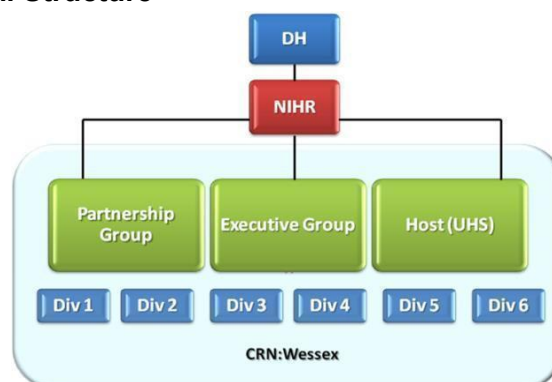 DH
NIHR
Partnership
Group
Executive Group
Host (UHS)
Div 1
Div 2
Div 3
Div 4
Div 5
Div 6
CRN:Wessex